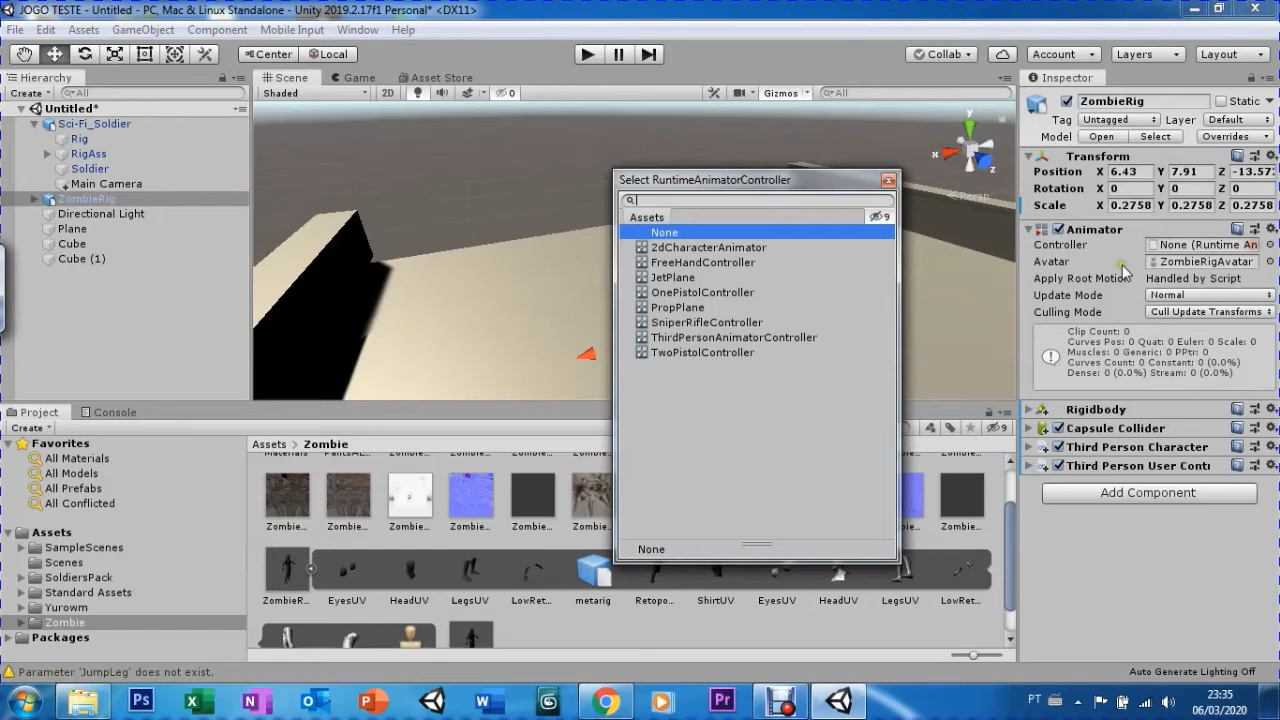 JOGO TESTE - Untitled - PC, Mac & Linux Standalone - Unity 2019.2.17f1 Personal* <DX11>
File Edit Assets GameObject Component Mobile Input Window Help
Center Local Collab Account Layers Layout
Hierarchy
Create All
Untitled*
Sci-Fi_Soldier
Rig
RigAss
Soldier
Main Camera
ZombieRig
Directional Light
Plane
Cube
Cube (1)
Scene Game Asset Store
Shaded 2D 0 Gizmos All
y
x
z
Persp
Select RuntimeAnimatorController
Assets 9
None
2dCharacterAnimator
FreeHandController
JetPlane
OnePistolController
PropPlane
SniperRifleController
ThirdPersonAnimatorController
TwoPistolController
None
Inspector
ZombieRig Static
Tag Untagged Layer Default
Model Open Select Overrides
Transform
Position X 6.43 Y 7.91 Z -13.57
Rotation X 0 Y 0 Z 0
Scale X 0.2758 Y 0.2758 Z 0.2758
Animator
Controller None (Runtime An
Avatar ZombieRigAvatar
Apply Root Motion Handled by Script
Update Mode Normal
Culling Mode Cull Update Transforms
Clip Count: 0
Curves Pos: 0 Quat: 0 Euler: 0 Scale: 0
Muscles: 0 Generic: 0 PPtr: 0
Curves Count: 0 Constant: 0 (0.0%)
Dense: 0 (0.0%) Stream: 0 (0.0%)
Rigidbody
Capsule Collider
Third Person Character
Third Person User Conti
Add Component
Project Console
Create 9
Favorites
All Materials
All Models
All Prefabs
All Conflicted
Assets
SampleScenes
Scenes
SoldiersPack
Standard Assets
Yurowm
Zombie
Packages
Assets Zombie
Materials PantsAL...
Zombe... Zombie... Zombie... Zombie... Zombie... Zombie... Zombie...
ZombieR... EyesUV HeadUV LegsUV LowRet... metarig Retopo... ShirtUV EyesUV HeadUV LegsUV LowRet...
Parameter 'JumpLeg' does not exist.
Auto Generate Lighting Off
PT
23:35
06/03/2020